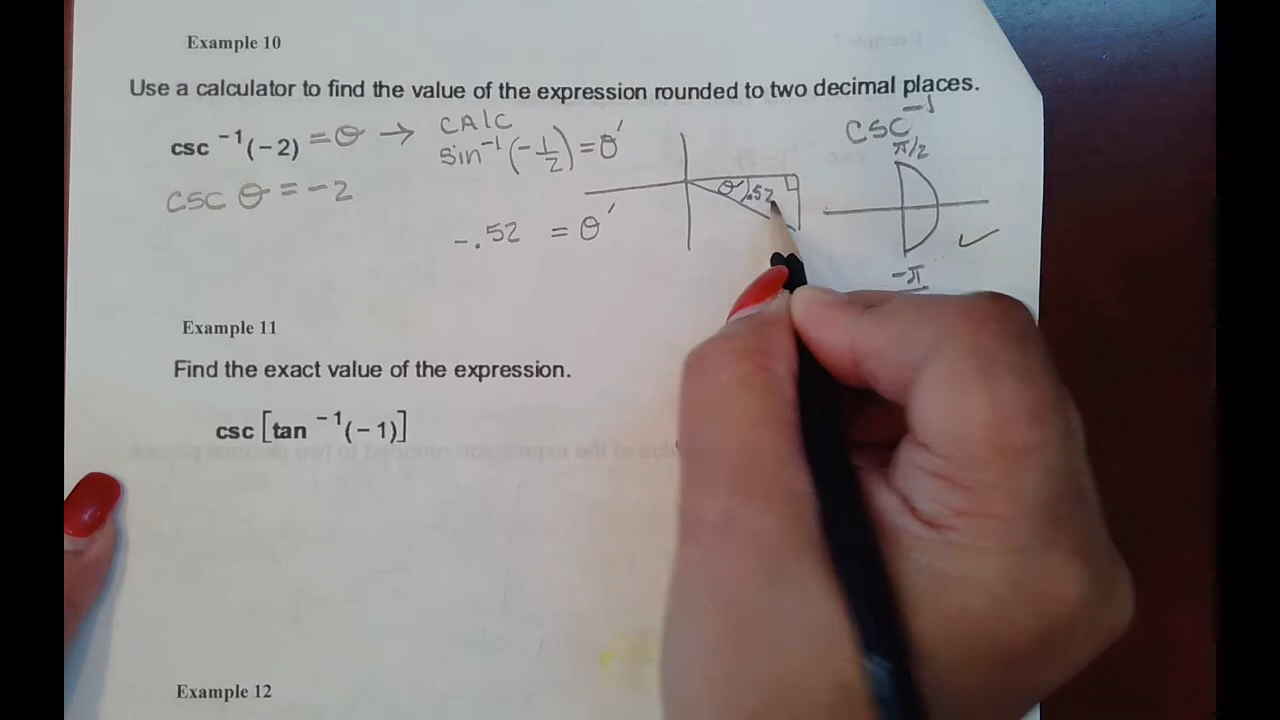 Example 10
Use a calculator to find the value of the expression rounded to two decimal places.
csc⁻¹(-2) = θ → CALC
sin⁻¹(-1/2) = θ'
csc θ = -2
-.52 = θ'
θ' .52
csc⁻¹
π/2
-π
Example 11
Find the exact value of the expression.
csc [tan⁻¹(-1)]
Example 12